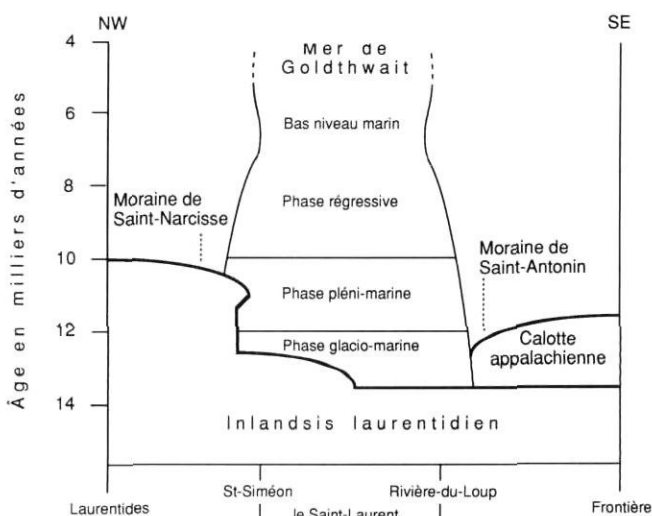 NW
SE
Âge en milliers d'années
4
6
8
10
12
14
Mer de
Goldthwait
Bas niveau marin
Phase régressive
Moraine de
Saint-Narcisse
Moraine de
Saint-Antonin
Phase pléni-marine
Phase glacio-marine
Calotte
appalachienne
Inlandsis laurentidien
Laurentides
St-Siméon
le Saint-Laurent
Rivière-du-Loup
Frontière